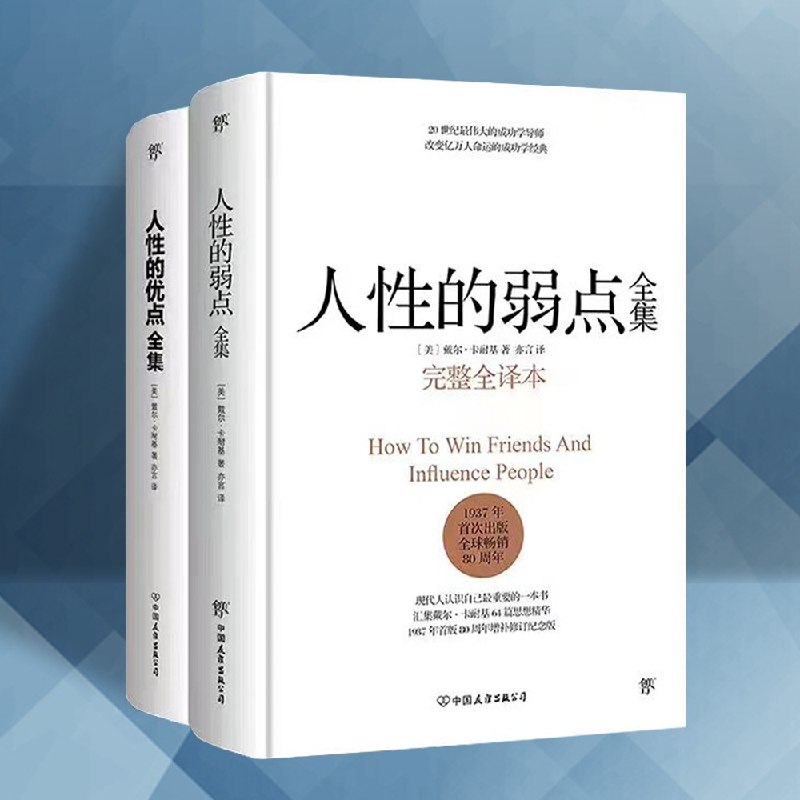 人性的优点 全集
[美] 戴尔·卡耐基 著 亦言 译
中国友谊出版公司
人性的弱点 全集
[美] 戴尔·卡耐基 著 亦言 译
中国友谊出版公司
20世纪最伟大的成功学导师
改变亿万人命运的成功学经典
人性的弱点全集
[美] 戴尔·卡耐基 著 亦言 译
完整全译本
How To Win Friends And
Influence People
1937年
首次出版
全球畅销
80周年
现代人认识自己最重要的一本书
汇集戴尔·卡耐基64篇思想精华
1937年首版80周年增补修订纪念版
中国友谊出版公司